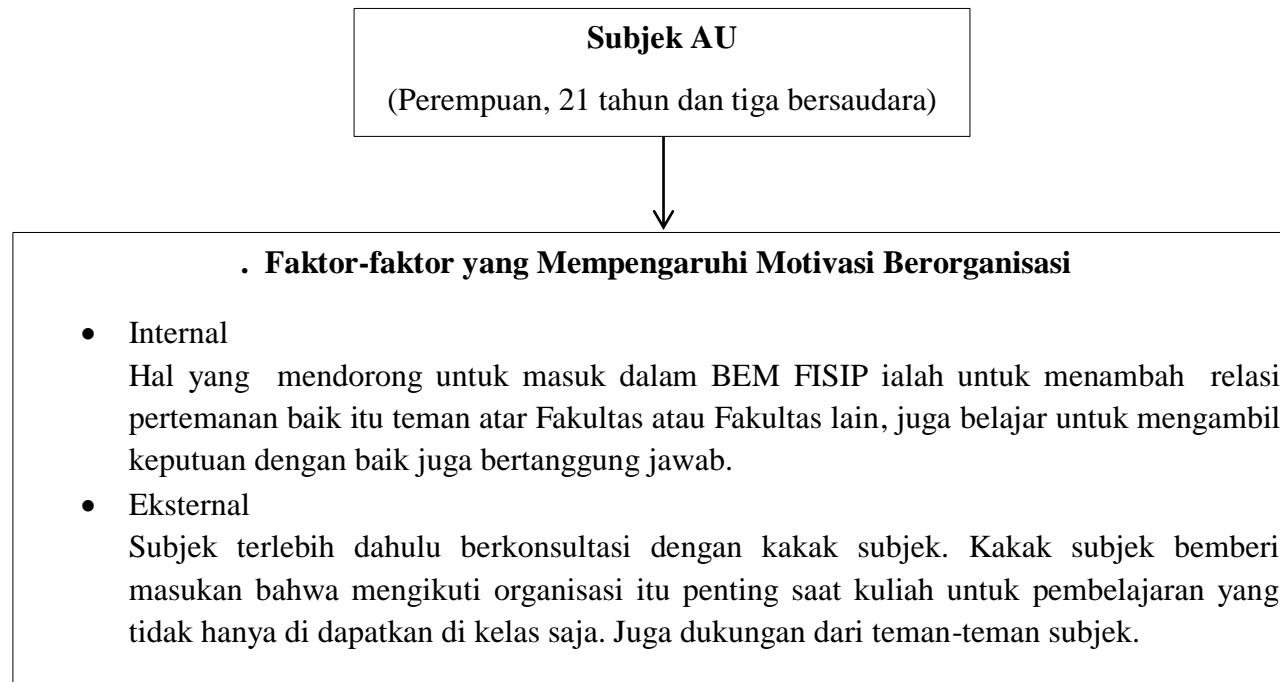 Subjek AU
(Perempuan, 21 tahun dan tiga bersaudara)
. Faktor-faktor yang Mempengaruhi Motivasi Berorganisasi
• Internal
Hal yang mendorong untuk masuk dalam BEM FISIP ialah untuk menambah relasi
pertemanan baik itu teman atar Fakultas atau Fakultas lain, juga belajar untuk mengambil
keputuan dengan baik juga bertanggung jawab.
• Eksternal
Subjek terlebih dahulu berkonsultasi dengan kakak subjek. Kakak subjek bemberi
masukan bahwa mengikuti organisasi itu penting saat kuliah untuk pembelajaran yang
tidak hanya di dapatkan di kelas saja. Juga dukungan dari teman-teman subjek.